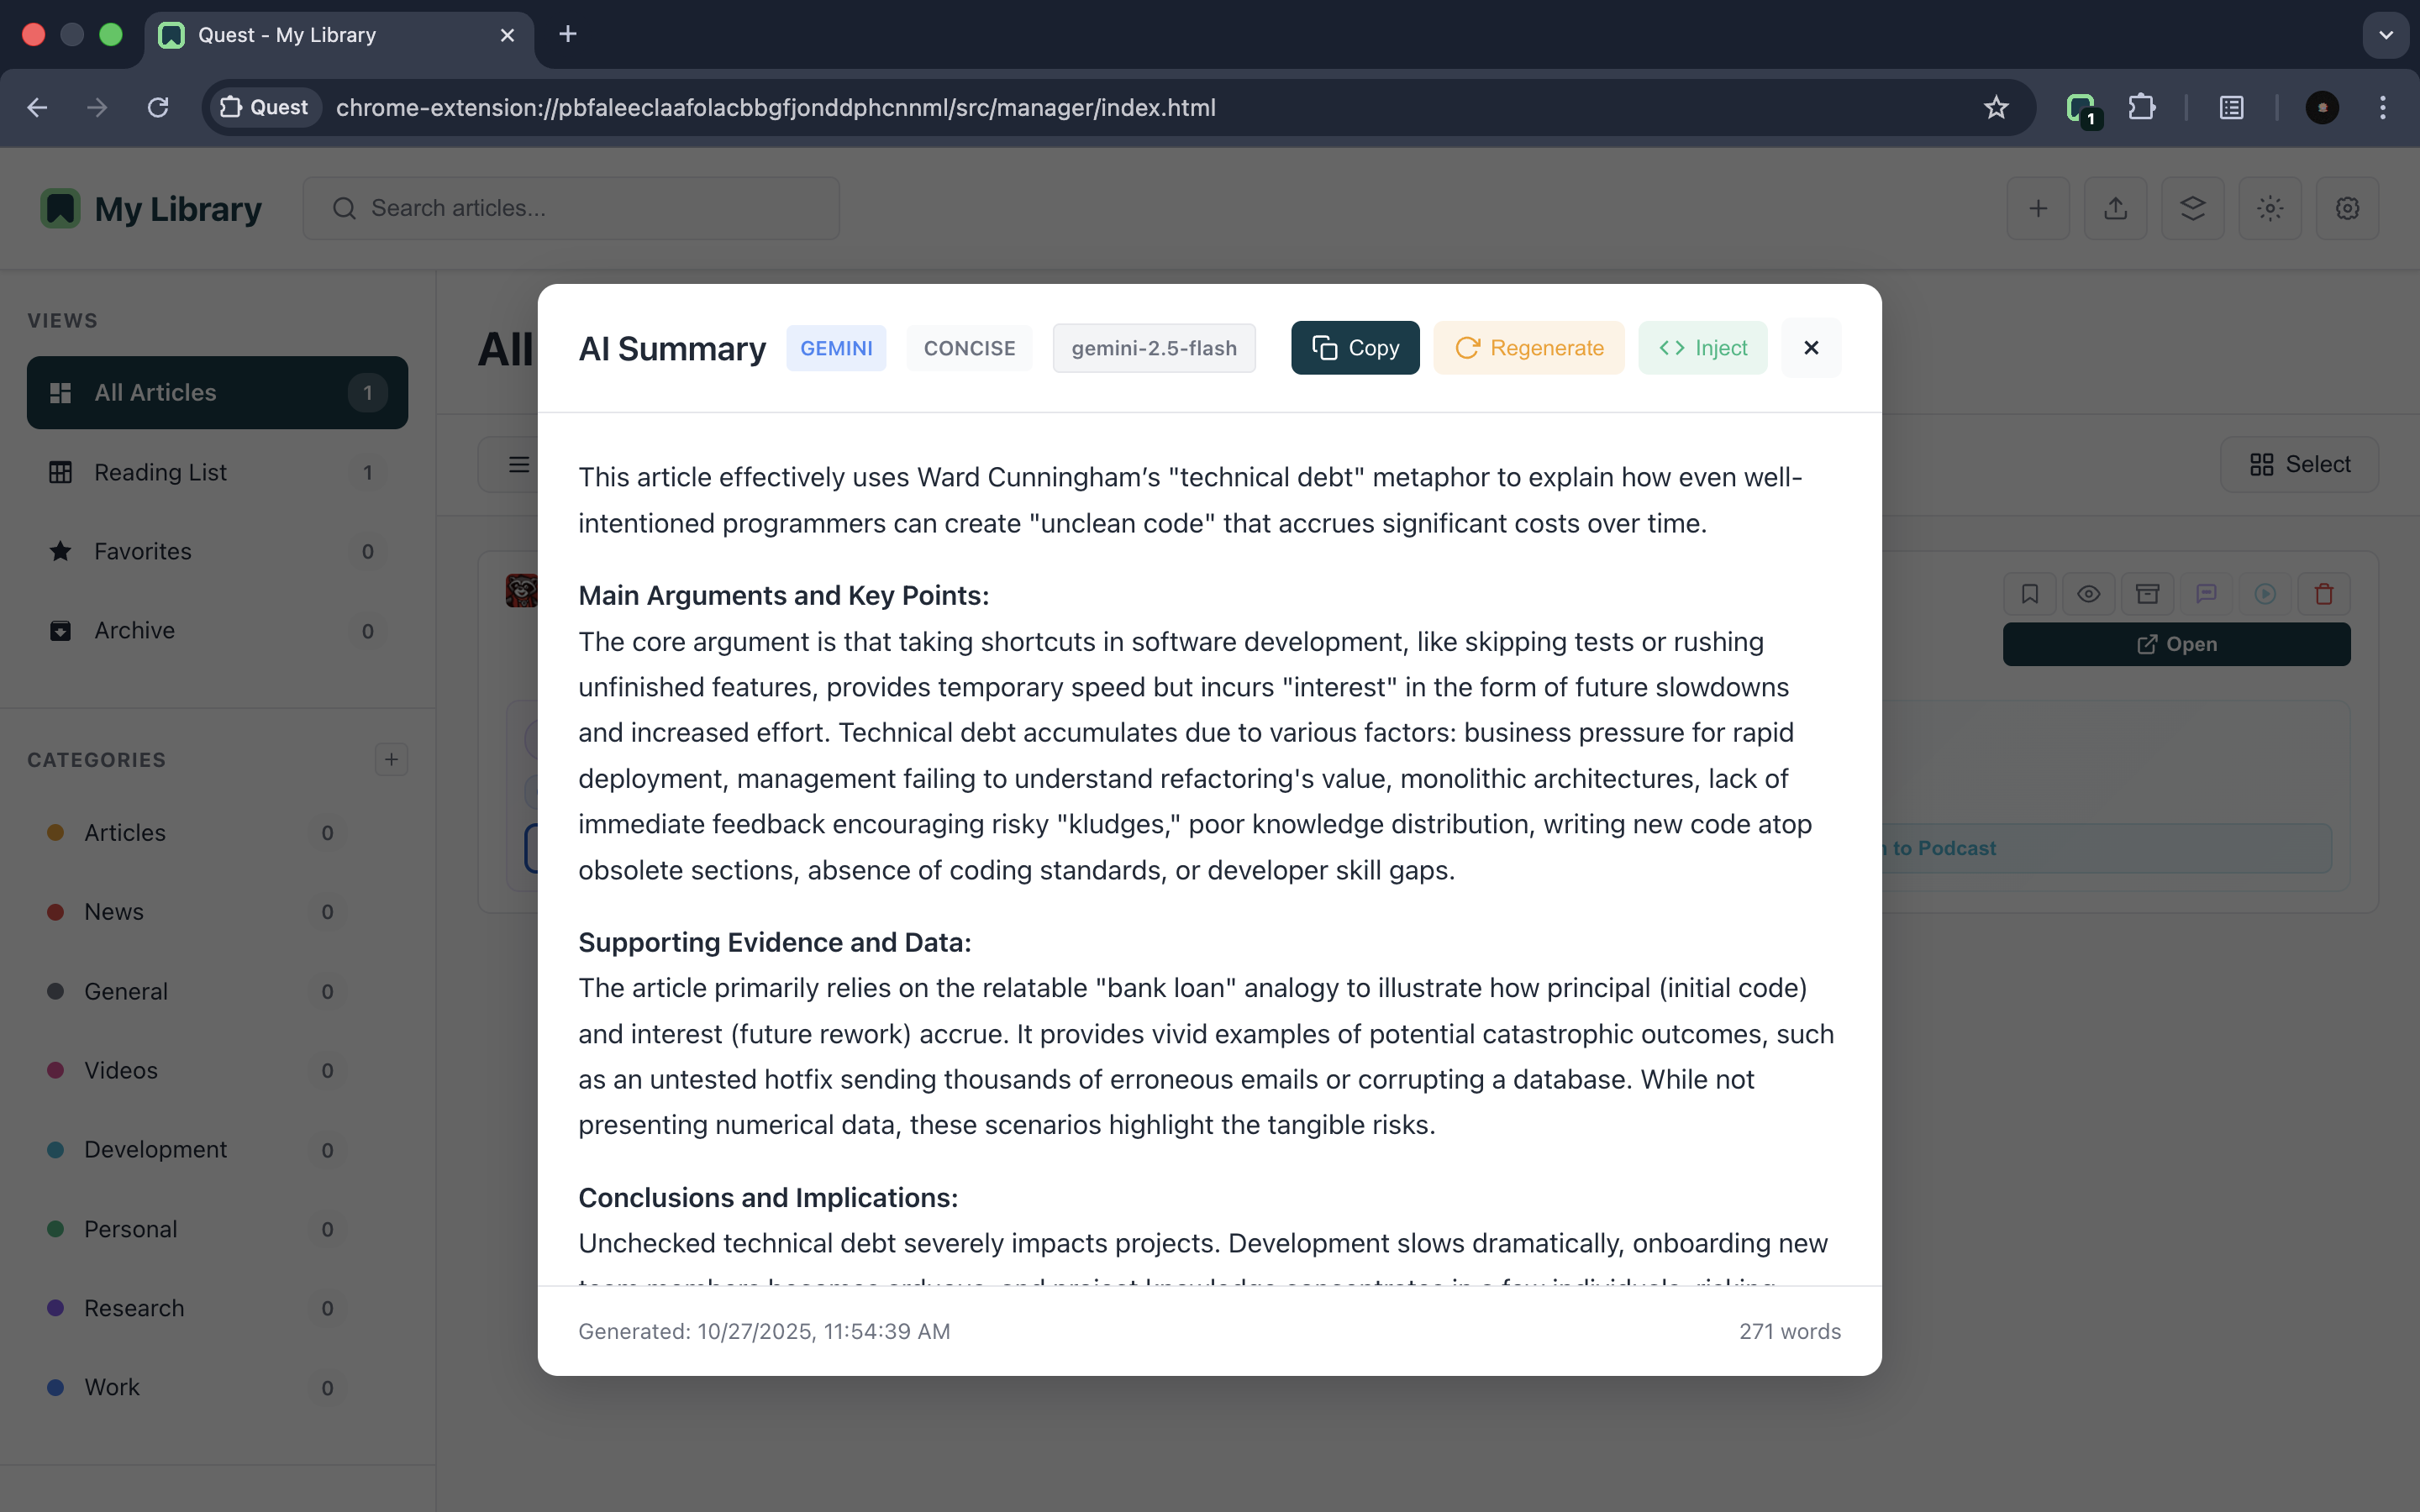 Quest - My Library
Quest
chrome-extension://pbfaleeclaafolacbbgfjonddphcnnml/src/manager/index.html
1
My Library
Search articles...
VIEWS
All Articles 1
Reading List 1
Favorites 0
Archive 0
CATEGORIES
Articles 0
News 0
General 0
Videos 0
Development 0
Personal 0
Research 0
Work 0
All
Select
Open
to Podcast
AI Summary GEMINI CONCISE gemini-2.5-flash Copy Regenerate Inject
This article effectively uses Ward Cunningham’s "technical debt" metaphor to explain how even well-
intentioned programmers can create "unclean code" that accrues significant costs over time.
Main Arguments and Key Points:
The core argument is that taking shortcuts in software development, like skipping tests or rushing
unfinished features, provides temporary speed but incurs "interest" in the form of future slowdowns
and increased effort. Technical debt accumulates due to various factors: business pressure for rapid
deployment, management failing to understand refactoring's value, monolithic architectures, lack of
immediate feedback encouraging risky "kludges," poor knowledge distribution, writing new code atop
obsolete sections, absence of coding standards, or developer skill gaps.
Supporting Evidence and Data:
The article primarily relies on the relatable "bank loan" analogy to illustrate how principal (initial code)
and interest (future rework) accrue. It provides vivid examples of potential catastrophic outcomes, such
as an untested hotfix sending thousands of erroneous emails or corrupting a database. While not
presenting numerical data, these scenarios highlight the tangible risks.
Conclusions and Implications:
Unchecked technical debt severely impacts projects. Development slows dramatically, onboarding new
team members becomes arduous, and project knowledge concentrates in a few individuals, risking
Generated: 10/27/2025, 11:54:39 AM
271 words